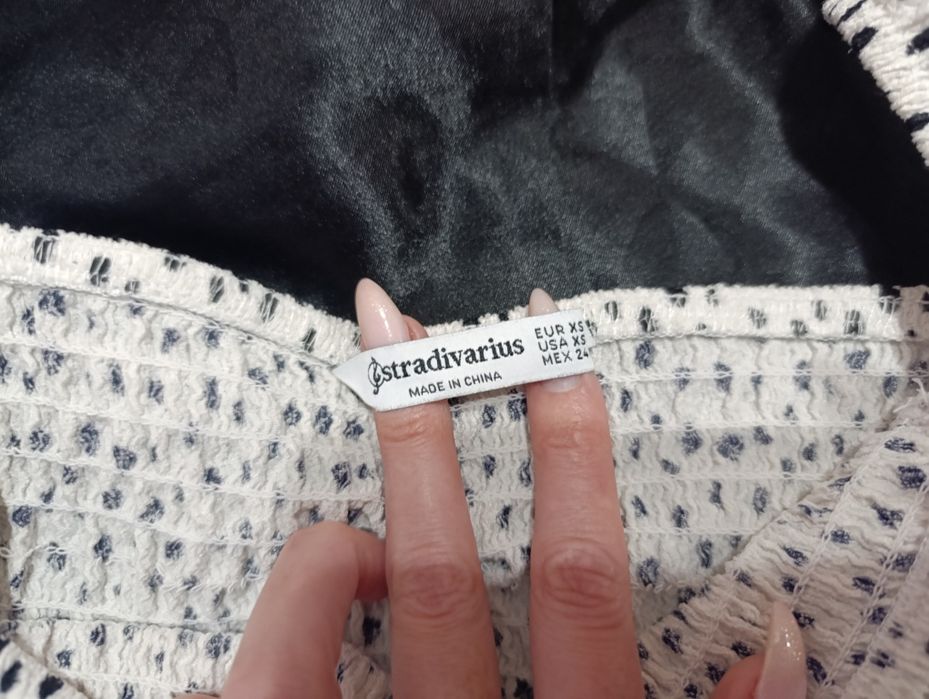 stradivarius
MADE IN CHINA
EUR XS
USA XS
MEX 24